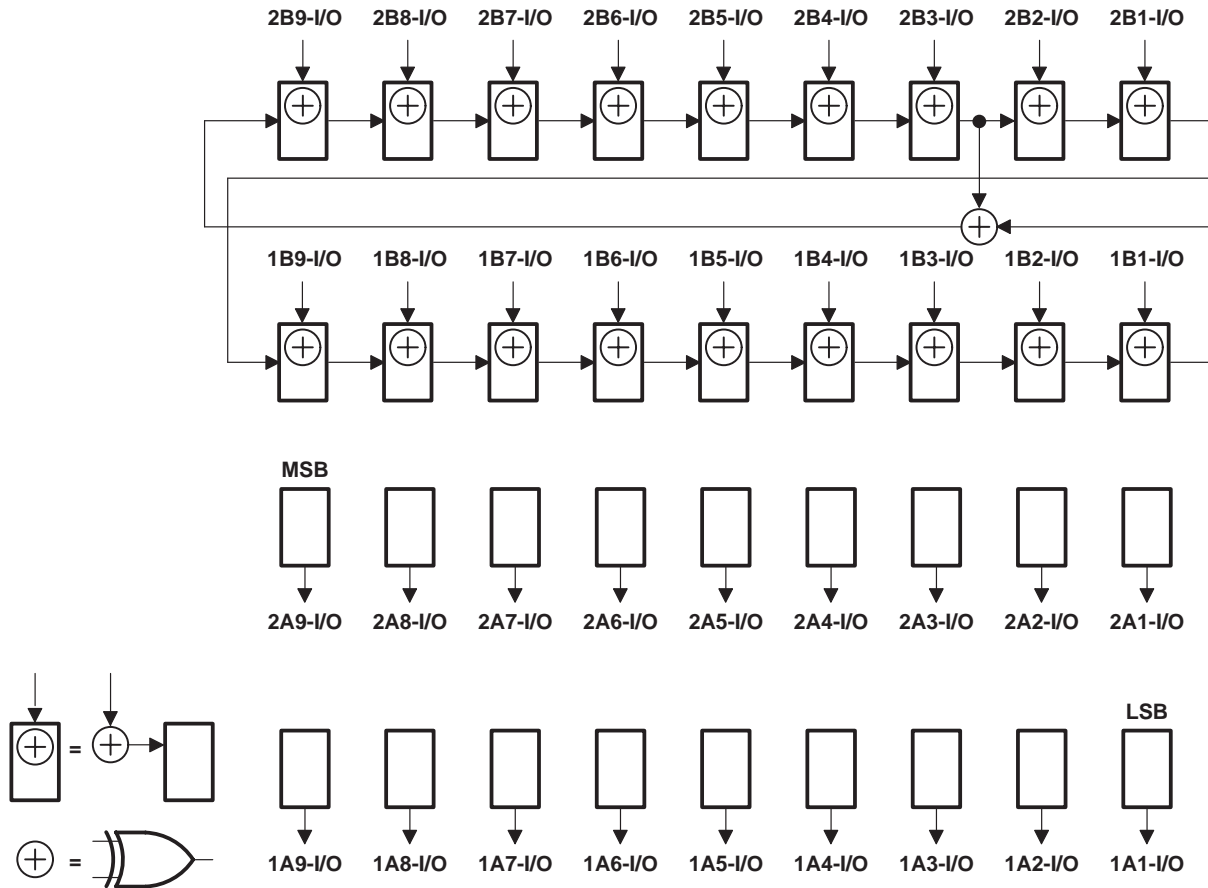 2B9-I/O 2B8-I/O 2B7-I/O 2B6-I/O 2B5-I/O 2B4-I/O 2B3-I/O 2B2-I/O 2B1-I/O
1B9-I/O 1B8-I/O 1B7-I/O 1B6-I/O 1B5-I/O 1B4-I/O 1B3-I/O 1B2-I/O 1B1-I/O
MSB
2A9-I/O 2A8-I/O 2A7-I/O 2A6-I/O 2A5-I/O 2A4-I/O 2A3-I/O 2A2-I/O 2A1-I/O
LSB
=
=
1A9-I/O 1A8-I/O 1A7-I/O 1A6-I/O 1A5-I/O 1A4-I/O 1A3-I/O 1A2-I/O 1A1-I/O